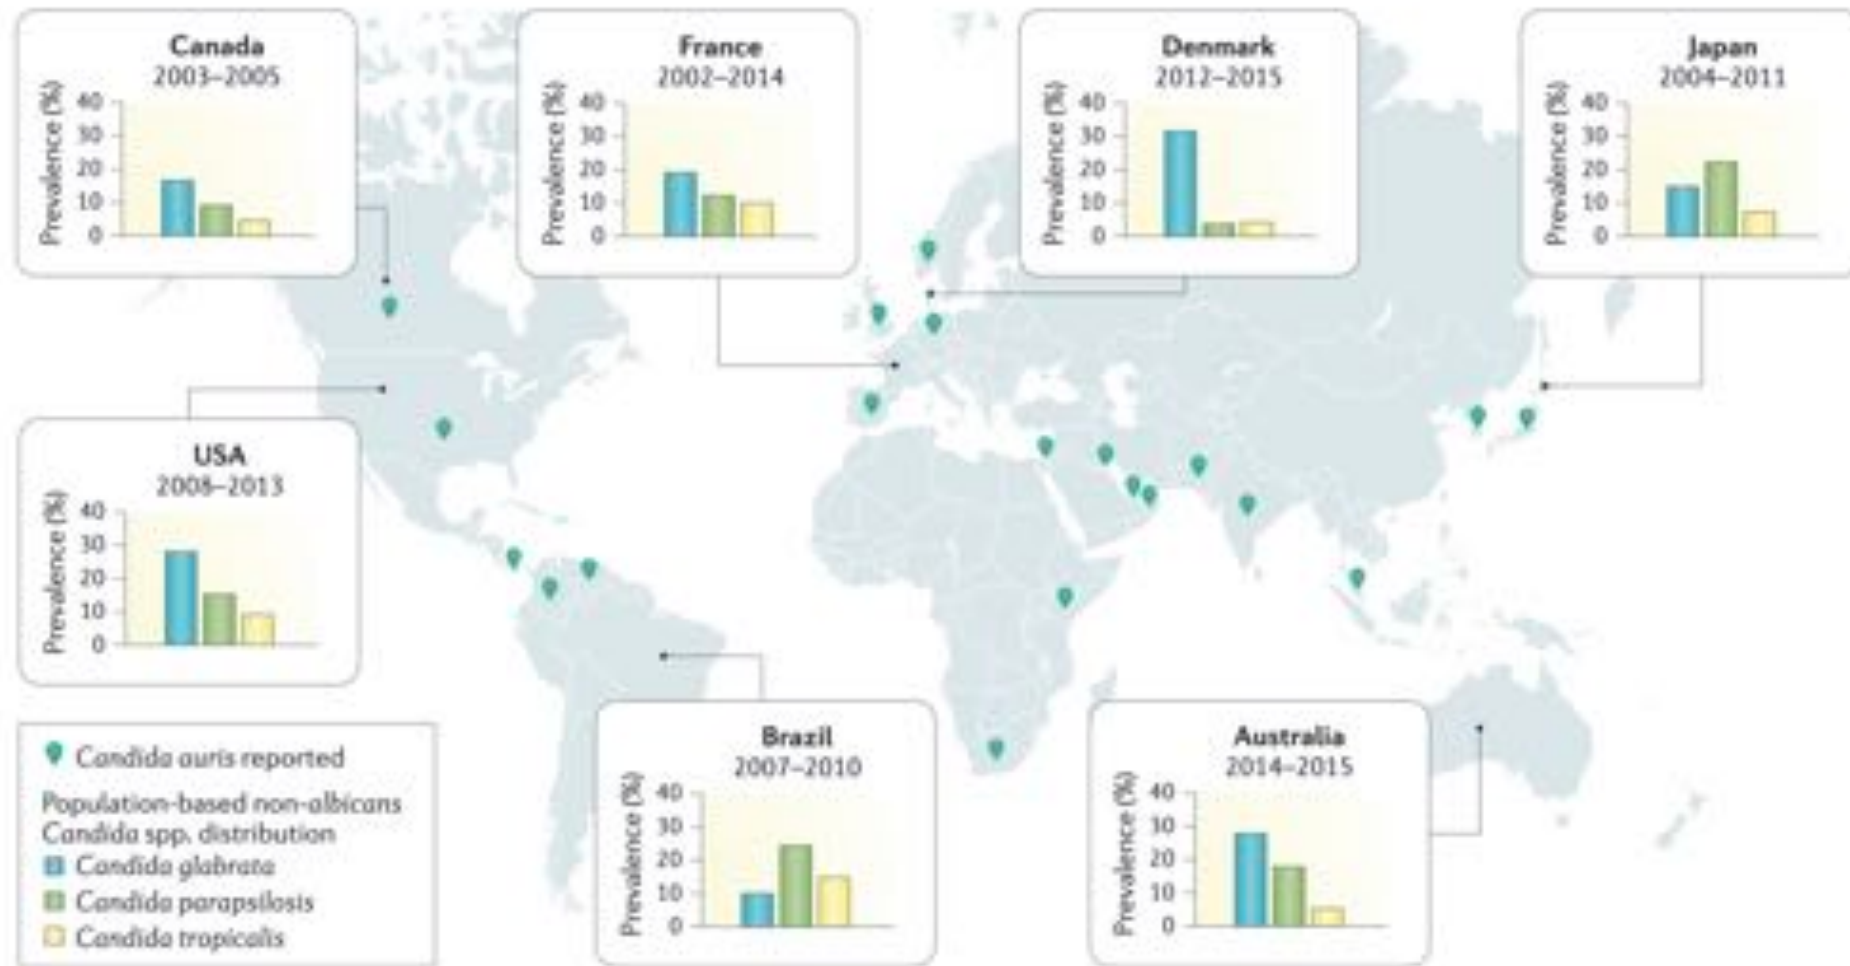 Canada
2003–2005
Prevalence (%)
40
30
20
10
0
France
2002–2014
Prevalence (%)
40
30
20
10
0
Denmark
2012–2015
Prevalence (%)
40
30
20
10
0
Japan
2004–2011
Prevalence (%)
40
30
20
10
0
USA
2008–2013
Prevalence (%)
40
30
20
10
0
Brazil
2007–2010
Prevalence (%)
40
30
20
10
0
Australia
2014–2015
Prevalence (%)
40
30
20
10
0
Candida auris reported
Population-based non-albicans
Candida spp. distribution
Candida glabrata
Candida parapsilosis
Candida tropicalis